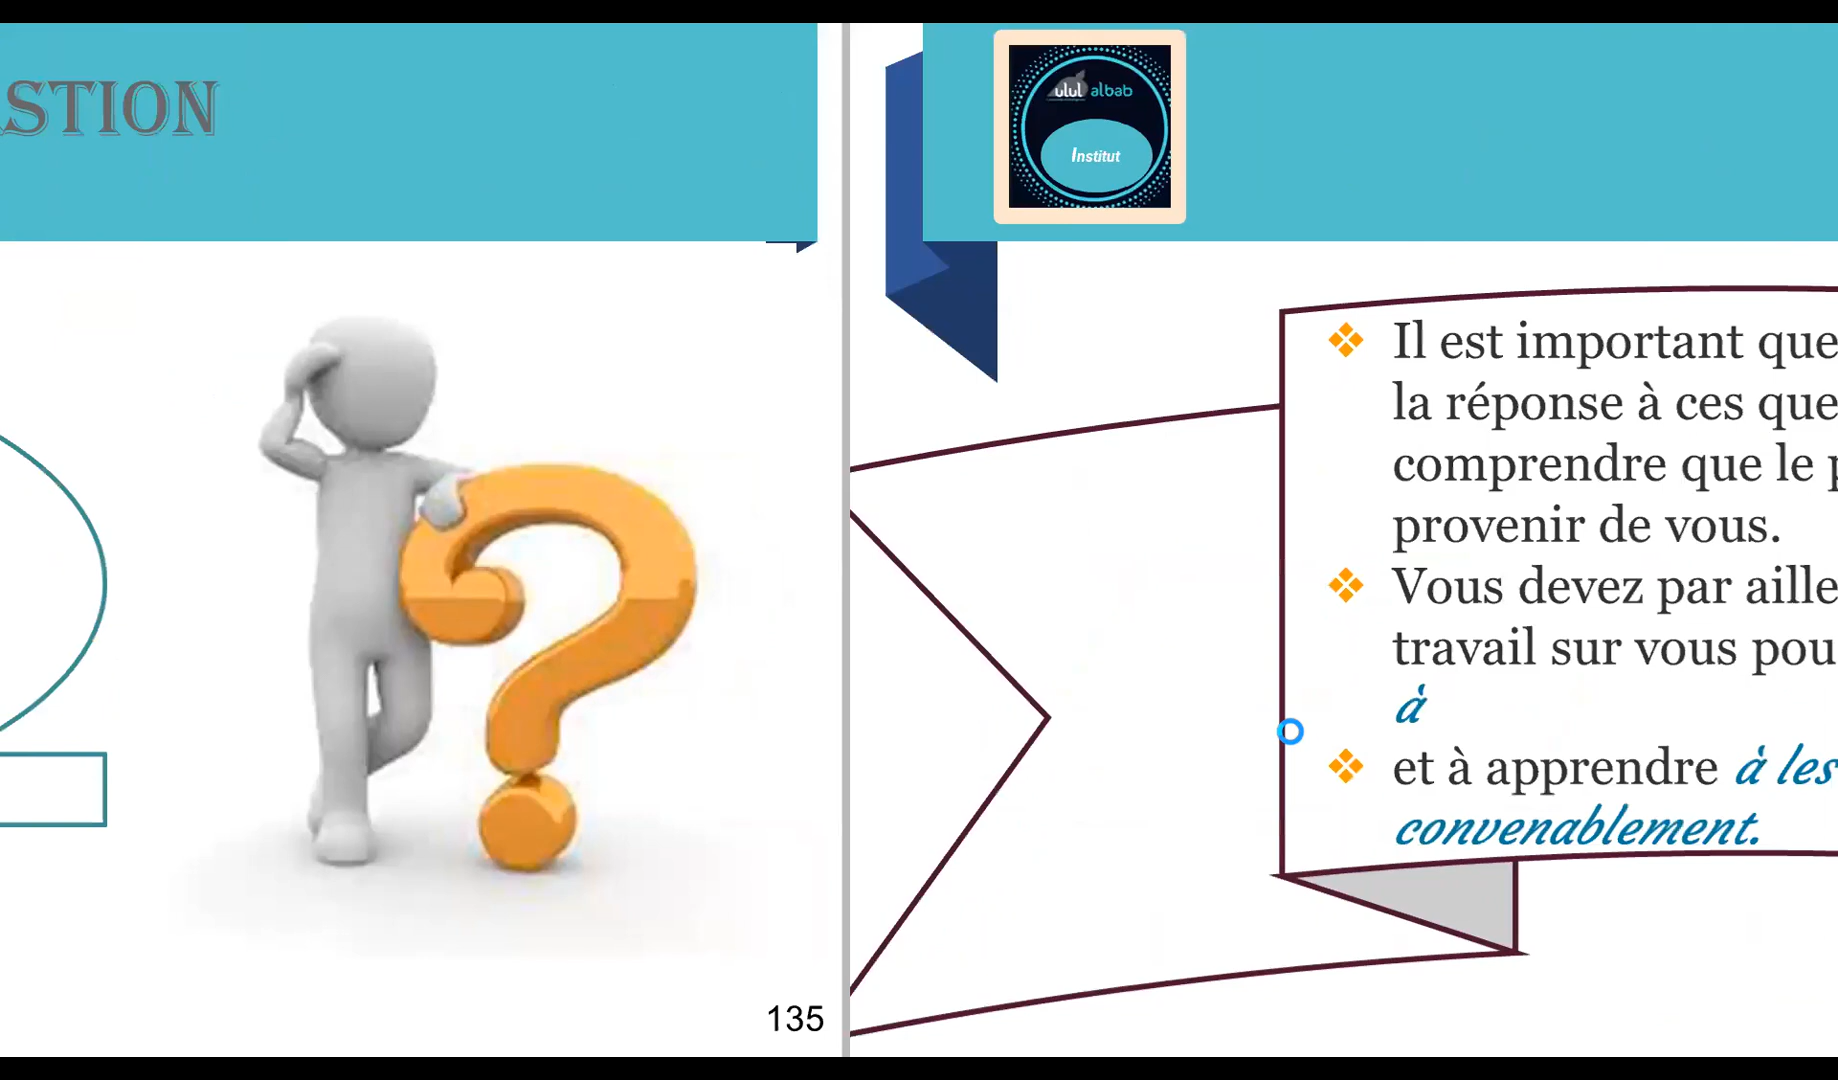 STION
ulul albab
Institut
Il est important que
la réponse à ces que
comprendre que le p
provenir de vous.
Vous devez par aille
travail sur vous pou
à
et à apprendre à les
convenablement.
135